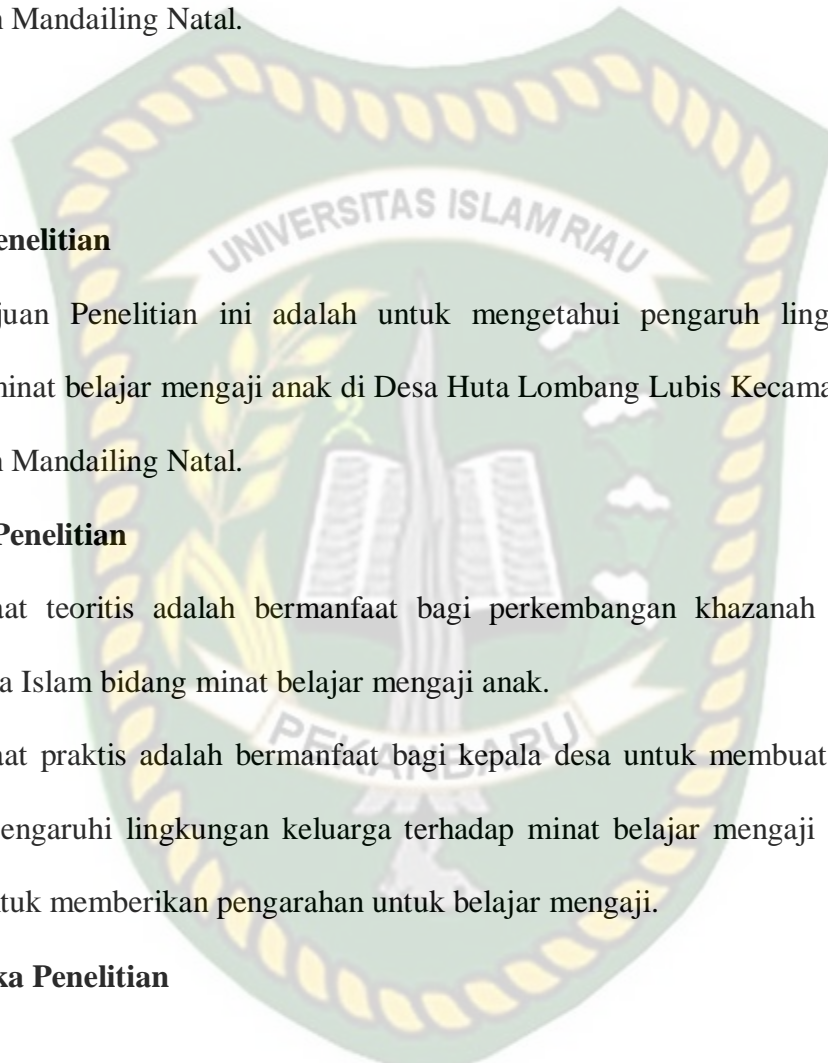 n Mandailing Natal.
UNIVERSITAS ISLAM RIAU
enelitian
juan Penelitian ini adalah untuk mengetahui pengaruh ling
minat belajar mengaji anak di Desa Huta Lombang Lubis Kecama
n Mandailing Natal.
Penelitian
aat teoritis adalah bermanfaat bagi perkembangan khazanah
a Islam bidang minat belajar mengaji anak.
PEKANBARU
aat praktis adalah bermanfaat bagi kepala desa untuk membuat
engaruhi lingkungan keluarga terhadap minat belajar mengaji
tuk memberikan pengarahan untuk belajar mengaji.
ka Penelitian